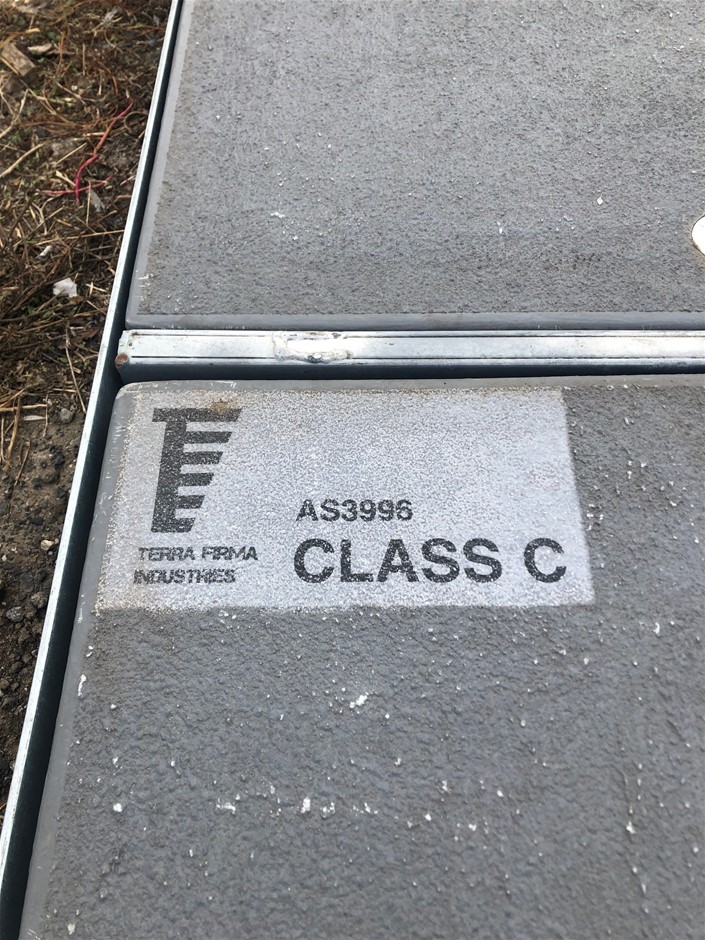 AS3996
CLASS C
TERRA FIRMA
INDUSTRIES